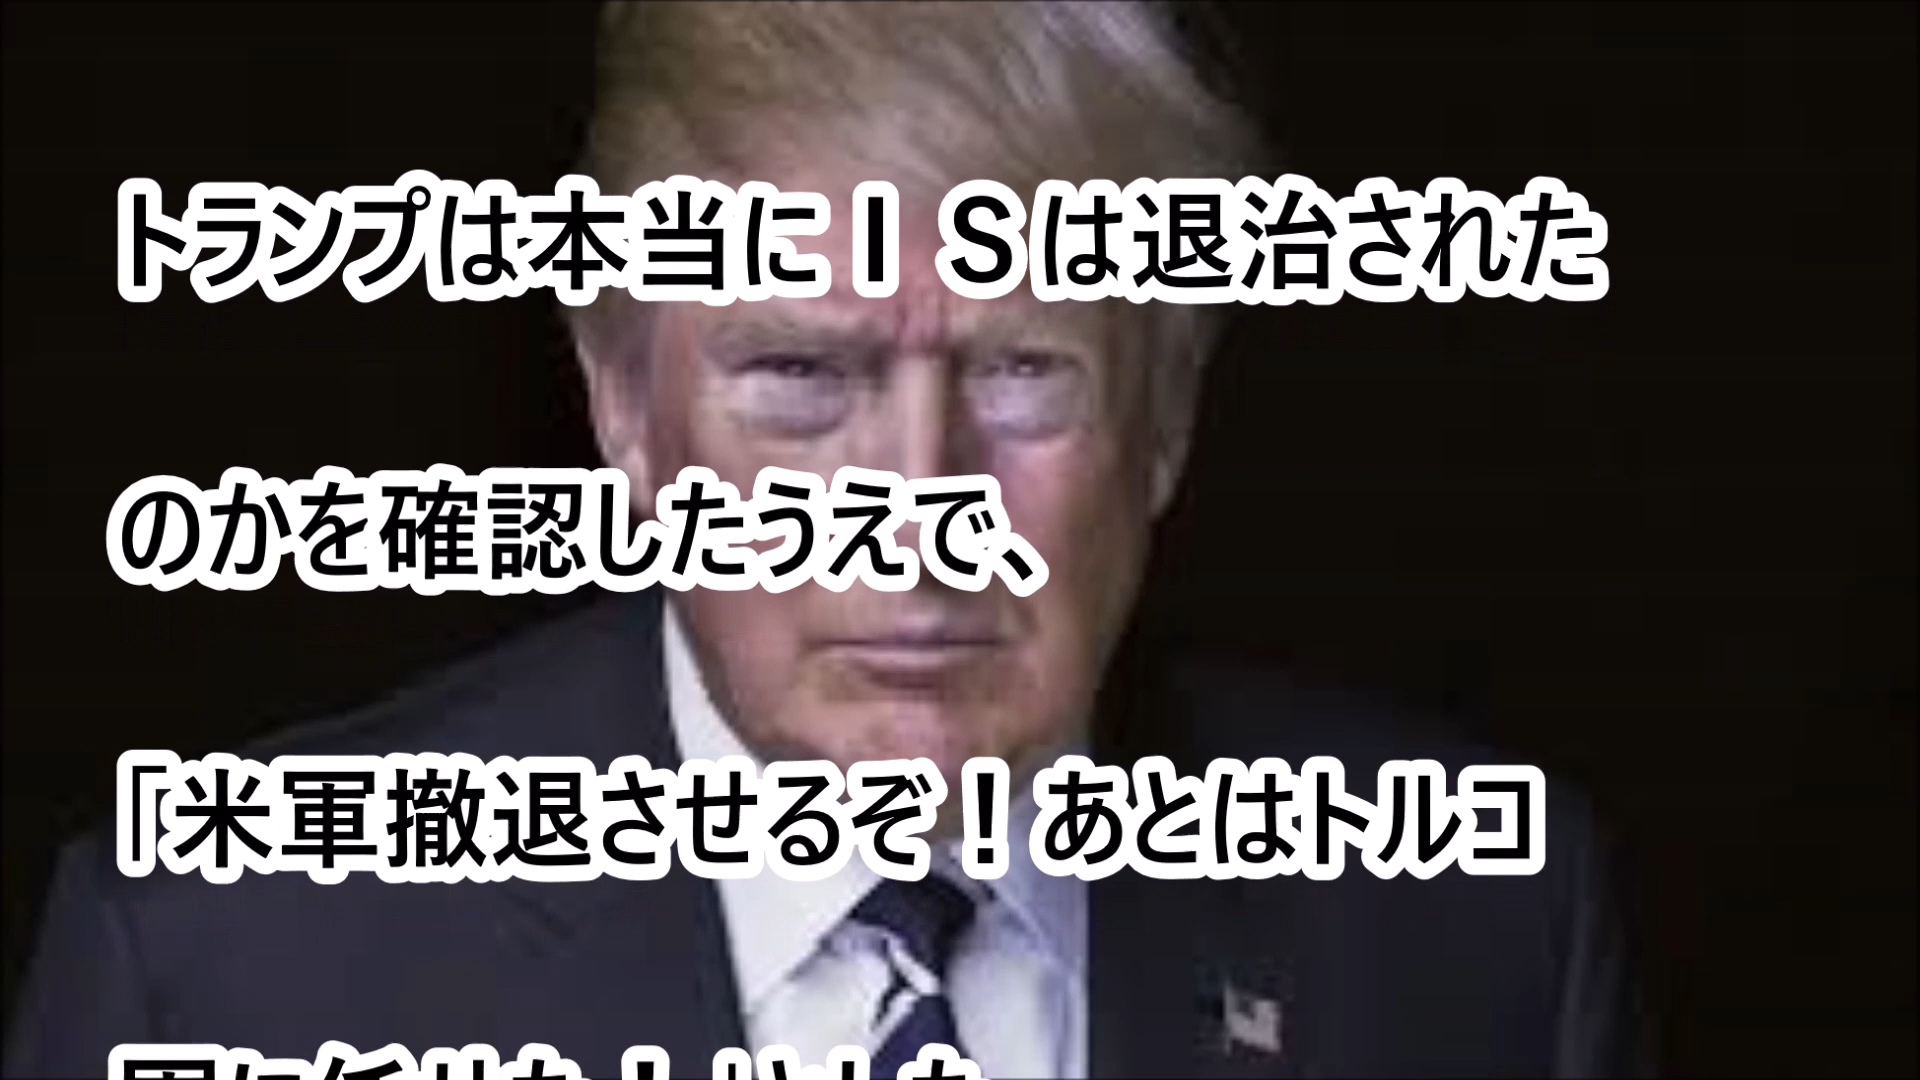 トランプは本当にＩＳは退治された
のかを確認したうえで、
「米軍撤退させるぞ！あとはトルコ